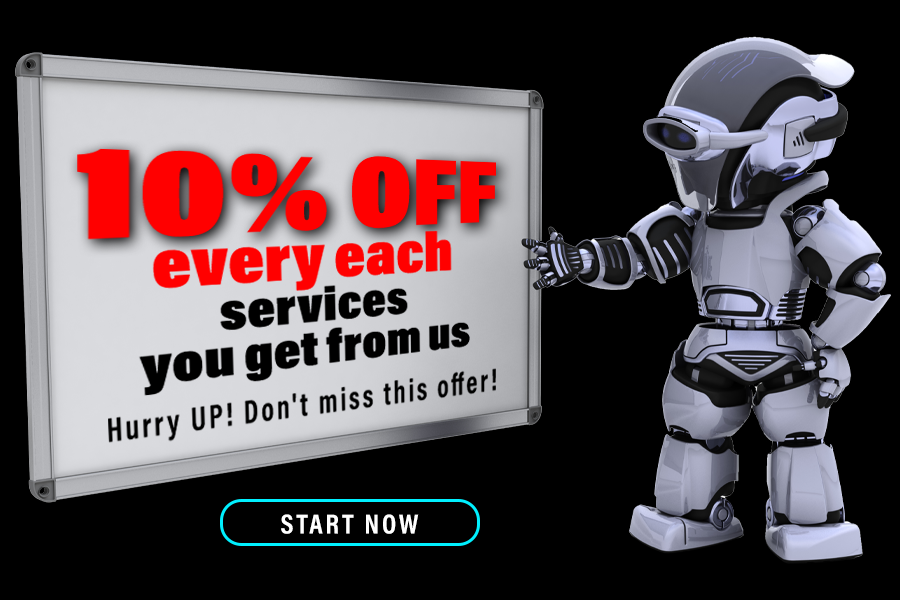 10% OFF
every each
services
you get from us
Hurry UP! Don't miss this offer!
START NOW